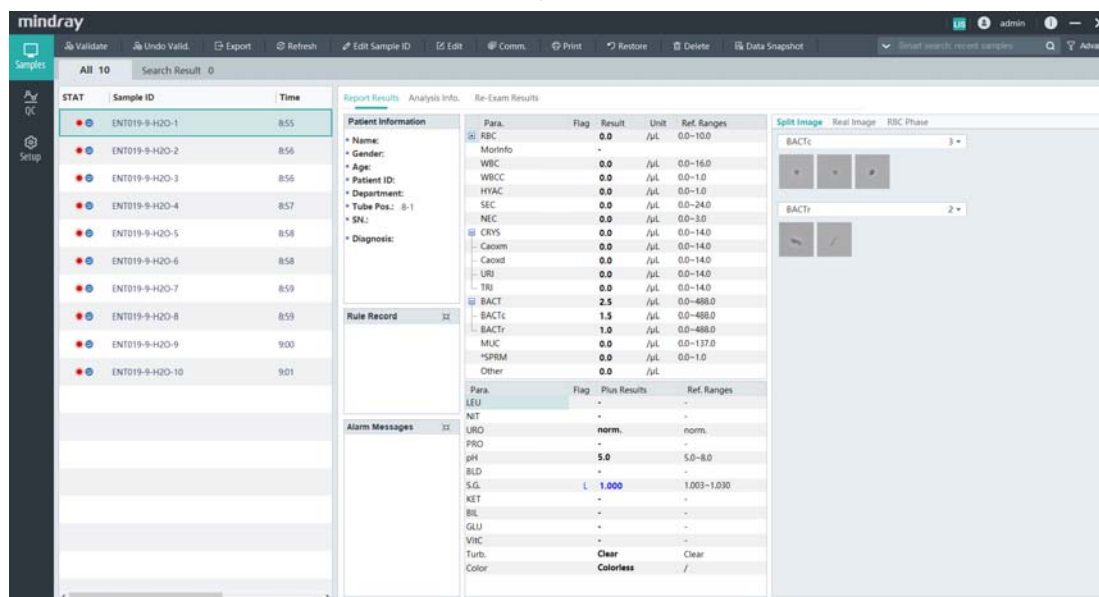 mindray
LIS admin
Validate Undo Valid. Export Refresh Edit Sample ID Edit Comm. Print Restore Delete Data Snapshot Smart search: recent samples Adva
Samples
QC
Setup
All 10 Search Result 0
STAT Sample ID Time
ENT019-9-H2O-1 8:55
ENT019-9-H2O-2 8:56
ENT019-9-H2O-3 8:56
ENT019-9-H2O-4 8:57
ENT019-9-H2O-5 8:58
ENT019-9-H2O-6 8:58
ENT019-9-H2O-7 8:59
ENT019-9-H2O-8 8:59
ENT019-9-H2O-9 9:00
ENT019-9-H2O-10 9:01
Report Results Analysis Info. Re-Exam Results
Patient Information
* Name:
* Gender:
* Age:
* Patient ID:
* Department:
* Tube Pos.: 8-1
* SN.:
* Diagnosis:
Rule Record
Alarm Messages
Para. Flag Result Unit Ref. Ranges
RBC 0.0 /μL 0.0~10.0
MorInfo -
WBC 0.0 /μL 0.0~16.0
WBCC 0.0 /μL 0.0~1.0
HYAC 0.0 /μL 0.0~1.0
SEC 0.0 /μL 0.0~24.0
NEC 0.0 /μL 0.0~3.0
CRYS 0.0 /μL 0.0~14.0
Caoxm 0.0 /μL 0.0~14.0
Caoxd 0.0 /μL 0.0~14.0
URI 0.0 /μL 0.0~14.0
TRI 0.0 /μL 0.0~14.0
BACT 2.5 /μL 0.0~488.0
BACTc 1.5 /μL 0.0~488.0
BACTr 1.0 /μL 0.0~488.0
MUC 0.0 /μL 0.0~137.0
*SPRM 0.0 /μL 0.0~1.0
Other 0.0 /μL
Para. Flag Plus Results Ref. Ranges
LEU - -
NIT - -
URO norm. norm.
PRO - -
pH 5.0 5.0~8.0
BLD - -
S.G. L 1.000 1.003~1.030
KET - -
BIL - -
GLU - -
VitC - -
Turb. Clear Clear
Color Colorless /
Split Image Real Image RBC Phase
BACTc 3
BACTr 2